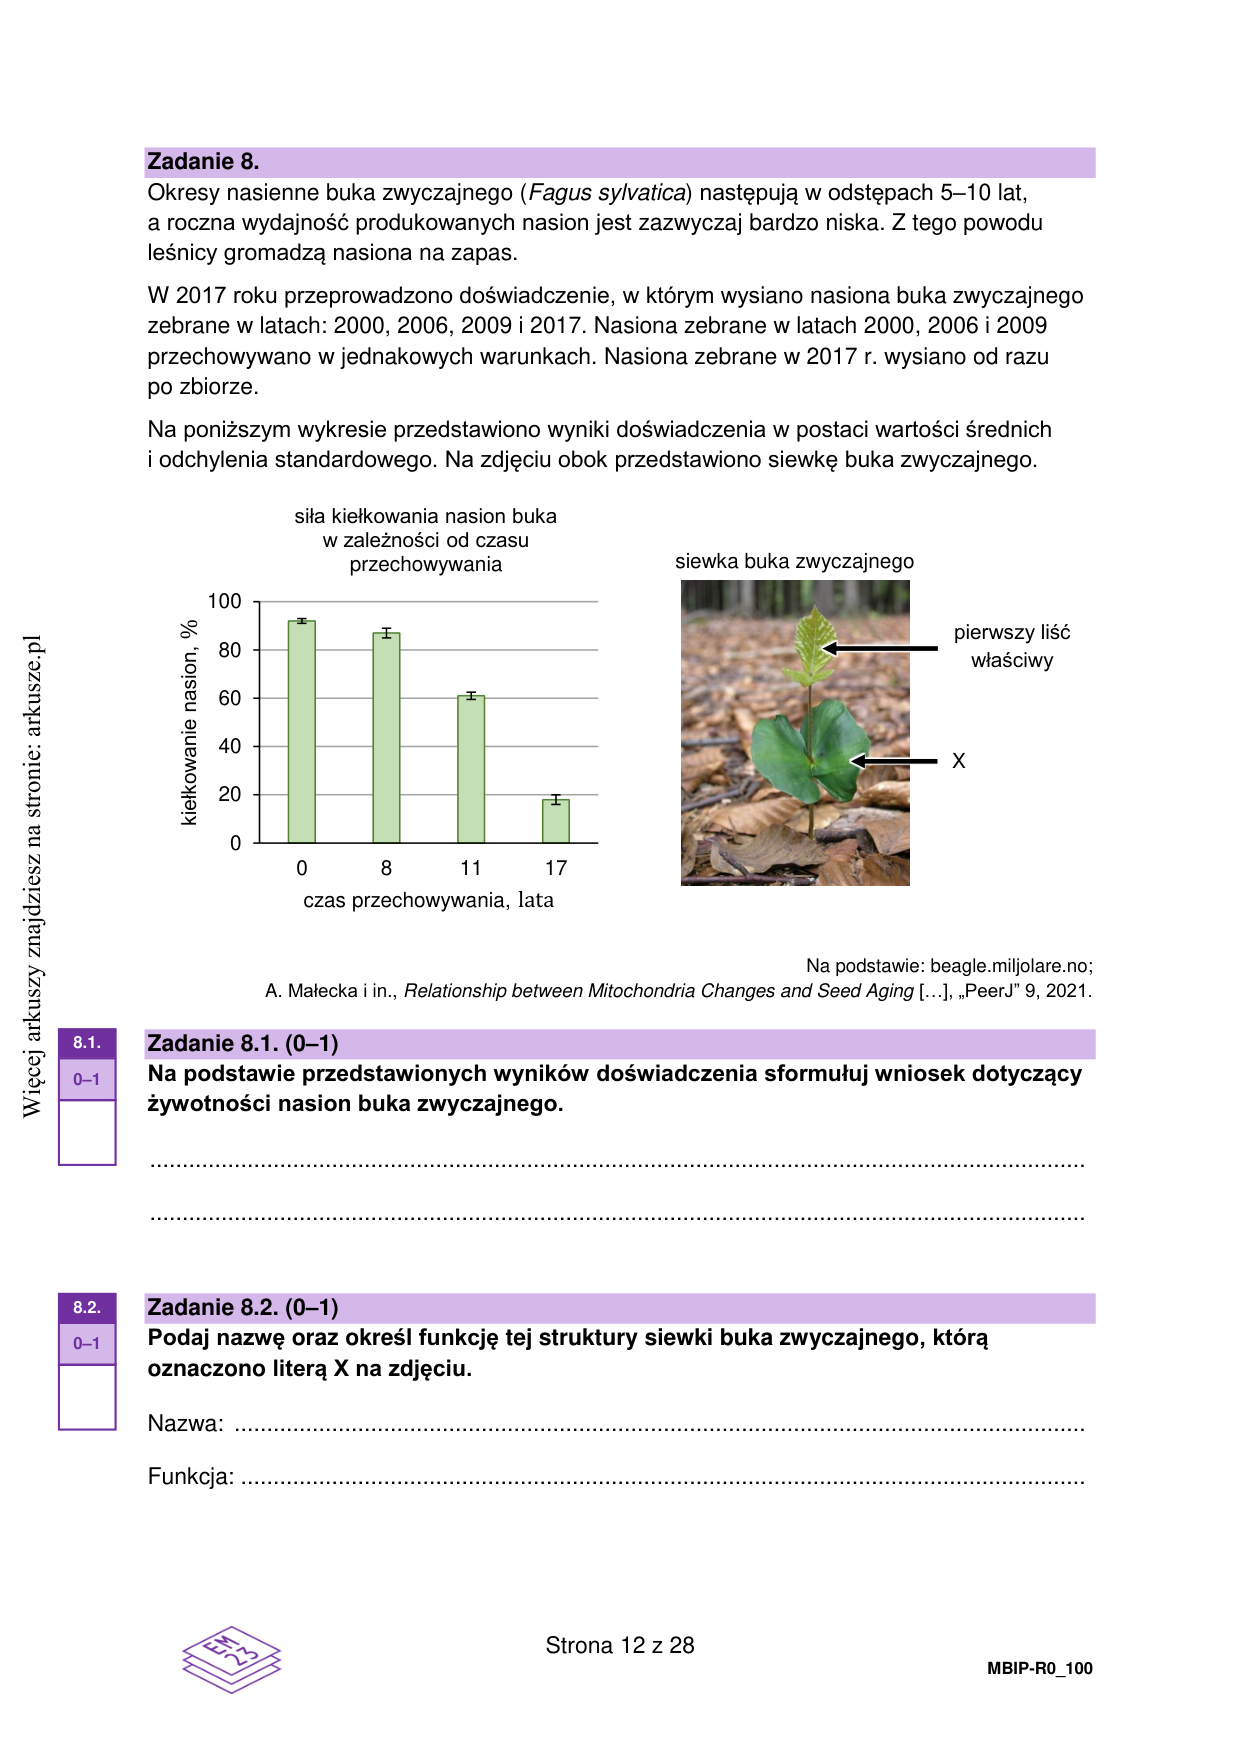 Zadanie 8.
Okresy nasienne buka zwyczajnego (Fagus sylvatica) następują w odstępach 5–10 lat,
a roczna wydajność produkowanych nasion jest zazwyczaj bardzo niska. Z tego powodu
leśnicy gromadzą nasiona na zapas.
W 2017 roku przeprowadzono doświadczenie, w którym wysiano nasiona buka zwyczajnego
zebrane w latach: 2000, 2006, 2009 i 2017. Nasiona zebrane w latach 2000, 2006 i 2009
przechowywano w jednakowych warunkach. Nasiona zebrane w 2017 r. wysiano od razu
po zbiorze.
Na poniższym wykresie przedstawiono wyniki doświadczenia w postaci wartości średnich
i odchylenia standardowego. Na zdjęciu obok przedstawiono siewkę buka zwyczajnego.
siła kiełkowania nasion buka
w zależności od czasu
przechowywania
kiełkowanie nasion, %
100
80
60
40
20
0
0 8 11 17
czas przechowywania, lata
siewka buka zwyczajnego
pierwszy liść
właściwy
X
Na podstawie: beagle.miljolare.no;
A. Małecka i in., Relationship between Mitochondria Changes and Seed Aging […], „PeerJ” 9, 2021.
Więcej arkuszy znajdziesz na stronie: arkusze.pl
8.1.
0–1
Zadanie 8.1. (0–1)
Na podstawie przedstawionych wyników doświadczenia sformułuj wniosek dotyczący
żywotności nasion buka zwyczajnego.
8.2.
0–1
Zadanie 8.2. (0–1)
Podaj nazwę oraz określ funkcję tej struktury siewki buka zwyczajnego, którą
oznaczono literą X na zdjęciu.
Nazwa: ........................................
Funkcja: ........................................
EM
23
Strona 12 z 28
MBIP-R0_100